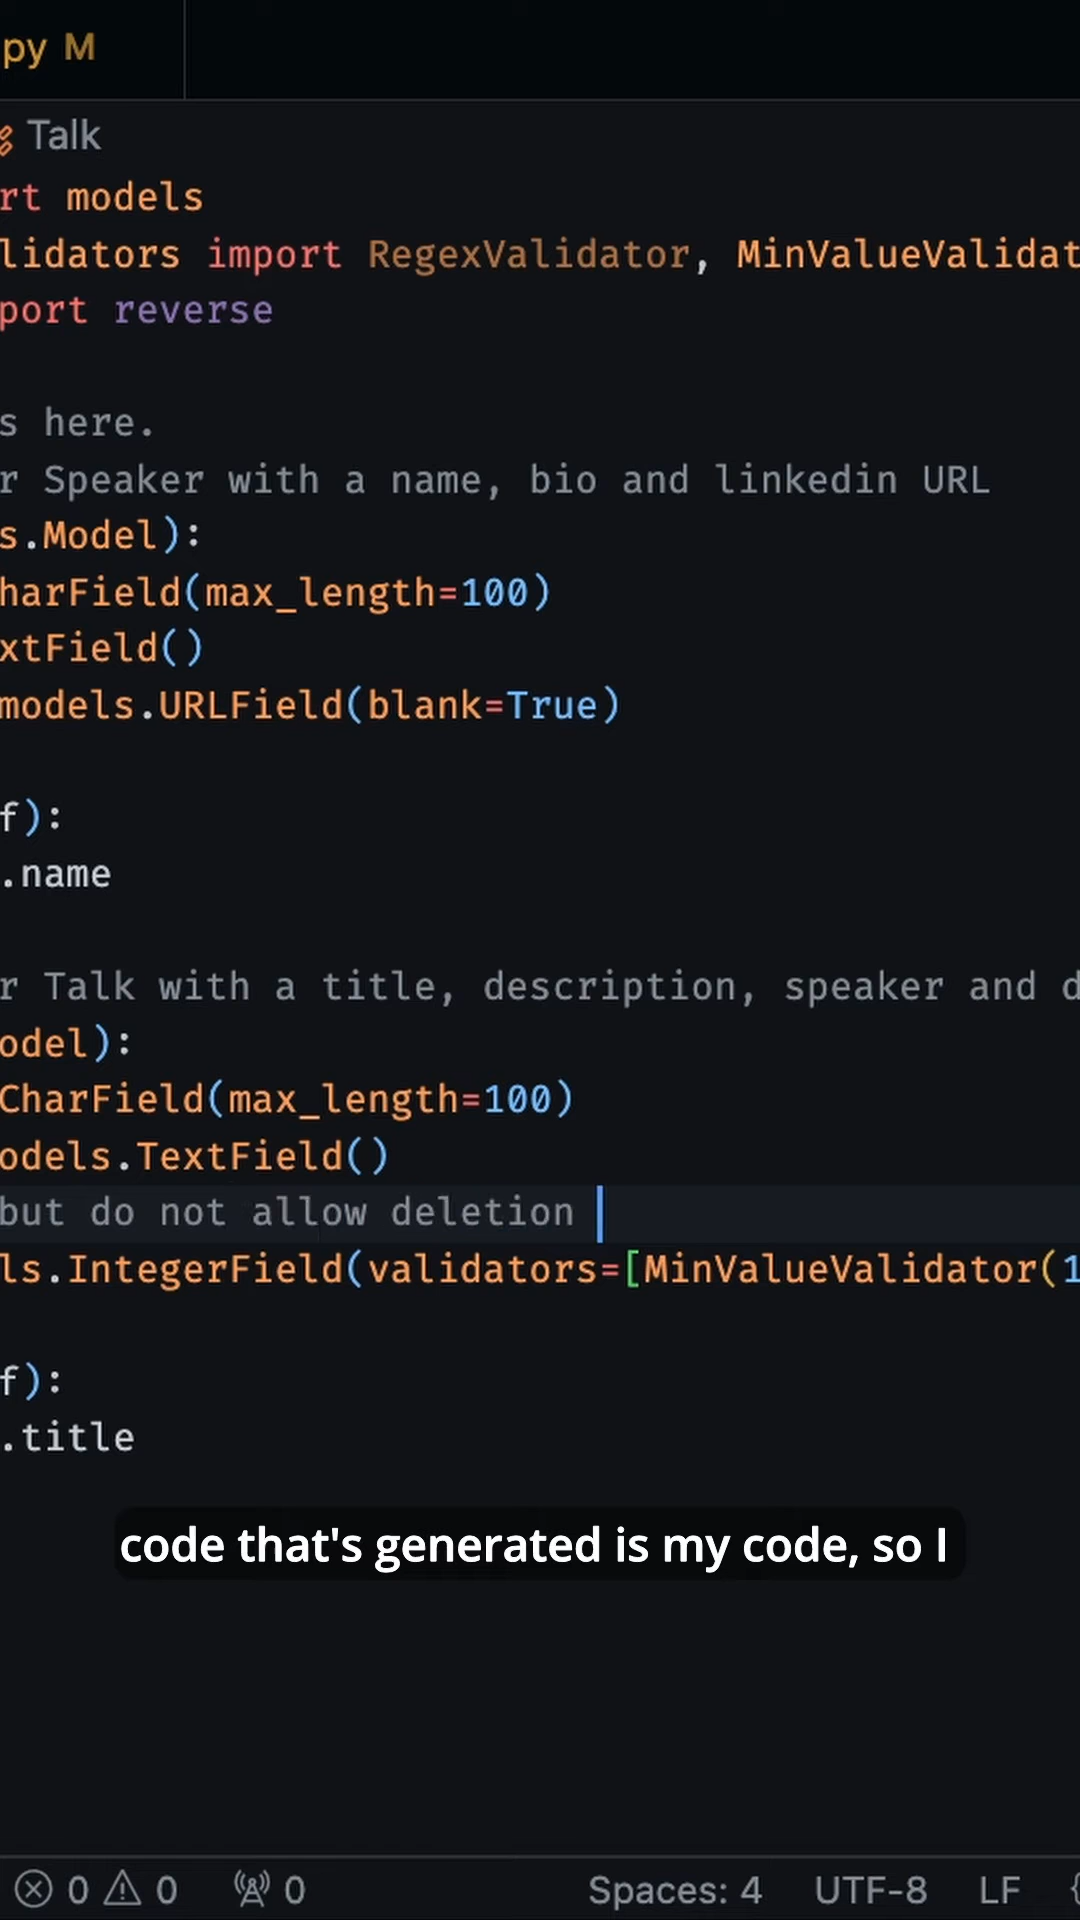 py M
Talk
rt models
lidators import RegexValidator, MinValueValidat
port reverse
s here.
r Speaker with a name, bio and linkedin URL
s.Model):
harField(max_length=100)
xtField()
models.URLField(blank=True)
f):
.name
r Talk with a title, description, speaker and d
odel):
CharField(max_length=100)
odels.TextField()
but do not allow deletion
ls.IntegerField(validators=[MinValueValidator(1
f):
.title
code that's generated is my code, so I
0 0 0 Spaces: 4 UTF-8 LF {